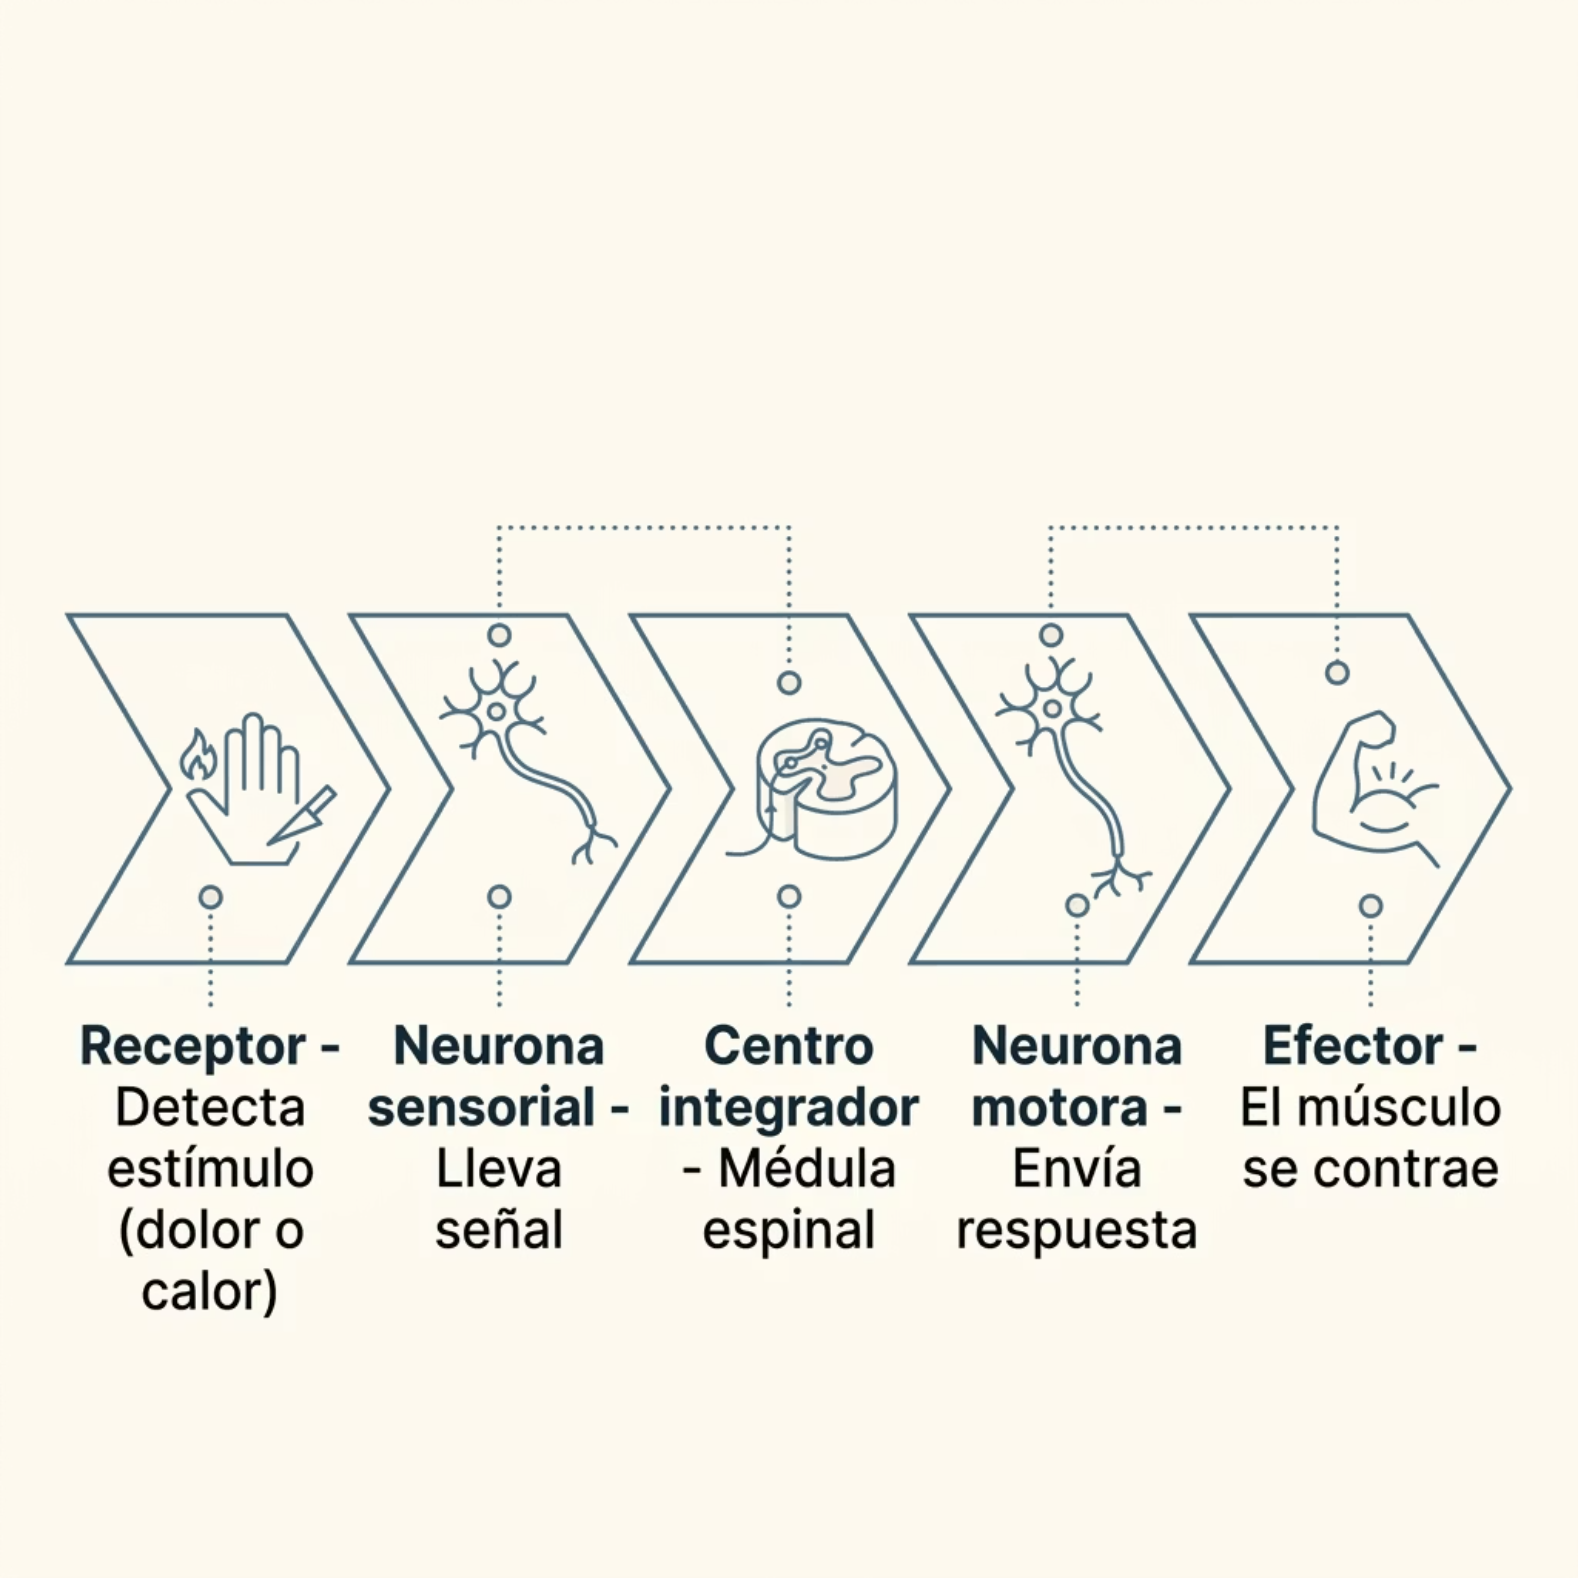 Receptor -
Detecta
estímulo
(dolor o
calor)
Neurona
sensorial -
Lleva
señal
Centro
integrador
- Médula
espinal
Neurona
motora -
Envía
respuesta
Efector -
El músculo
se contrae